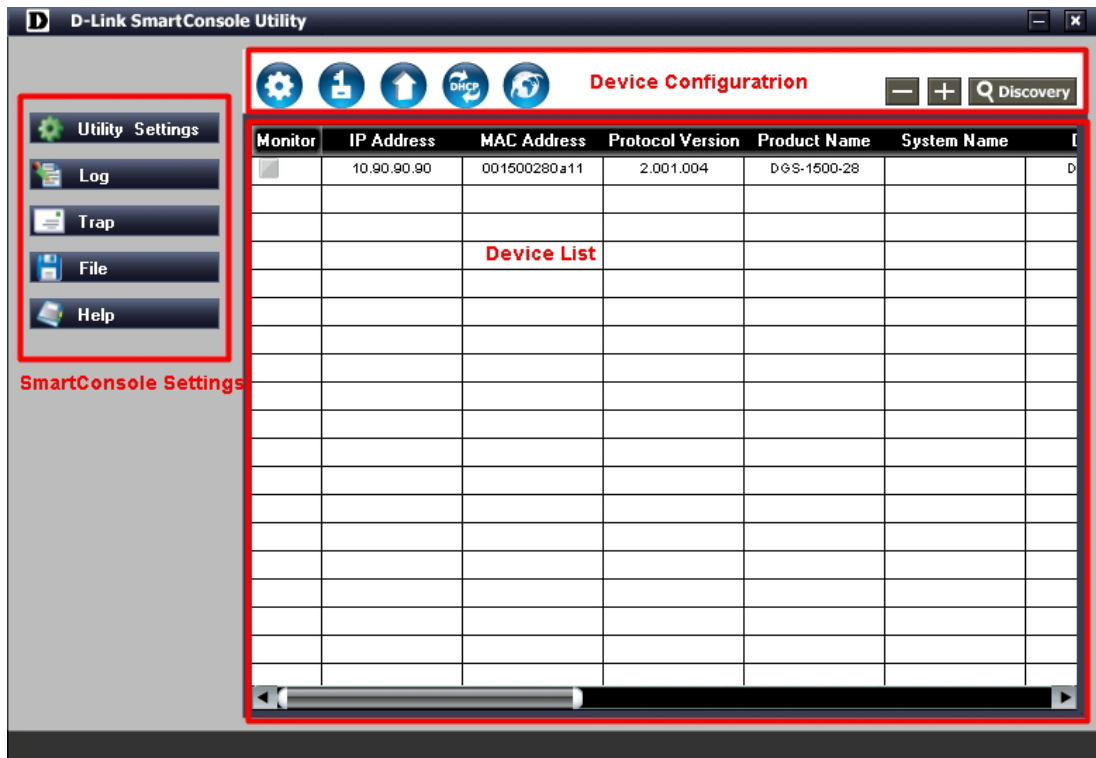 D-Link SmartConsole Utility
Device Configuratrion
DHCP
Discovery
Utility Settings
Log
Trap
File
Help
SmartConsole Settings
Monitor IP Address MAC Address Protocol Version Product Name System Name D
10.90.90.90 001500280a11 2.001.004 DGS-1500-28 D
Device List